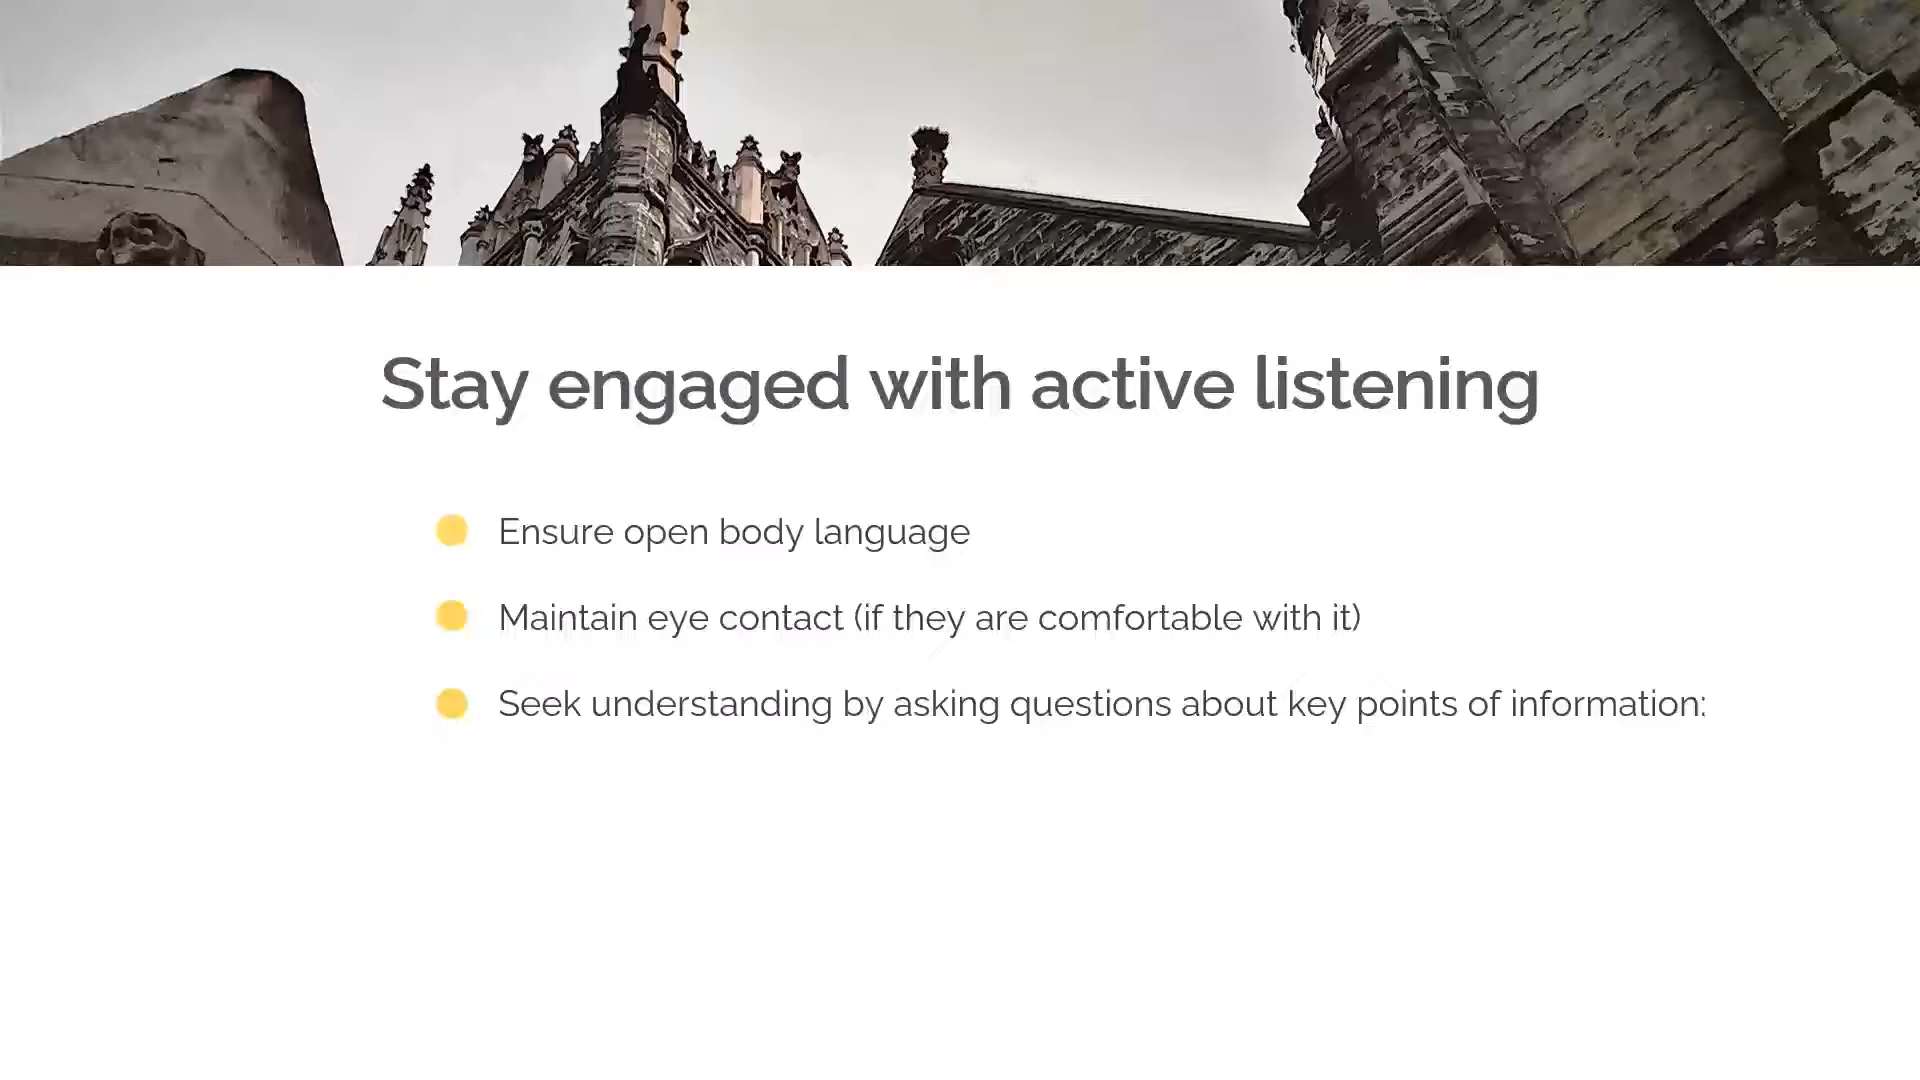 Stay engaged with active listening
Ensure open body language
Maintain eye contact (if they are comfortable with it)
Seek understanding by asking questions about key points of information: